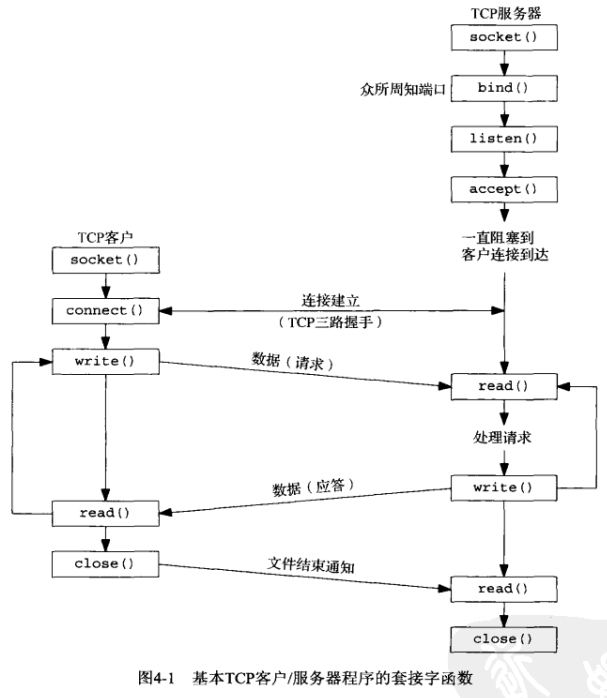 TCP服务器
socket()
众所周知端口
bind()
listen()
accept()
一直阻塞到
客户连接到达
TCP客户
socket()
connect()
连接建立
（TCP三路握手）
write()
数据（请求）
read()
处理请求
数据（应答）
write()
read()
close()
文件结束通知
read()
close()
图4-1 基本TCP客户/服务器程序的套接字函数